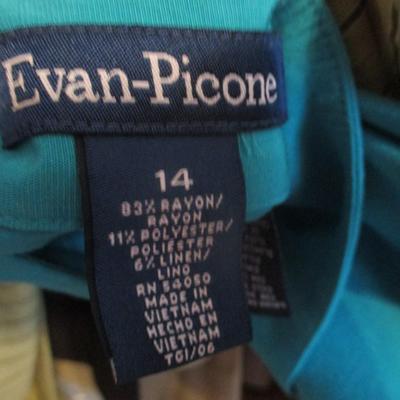 Evan-Picone
14
83% RAYON/
RAYON
11% POLYESTER/
POLIESTER
6% LINEN/
LINO
RN 54050
MADE IN
VIETNAM
HECHO EN
VIETNAM
TGI/06